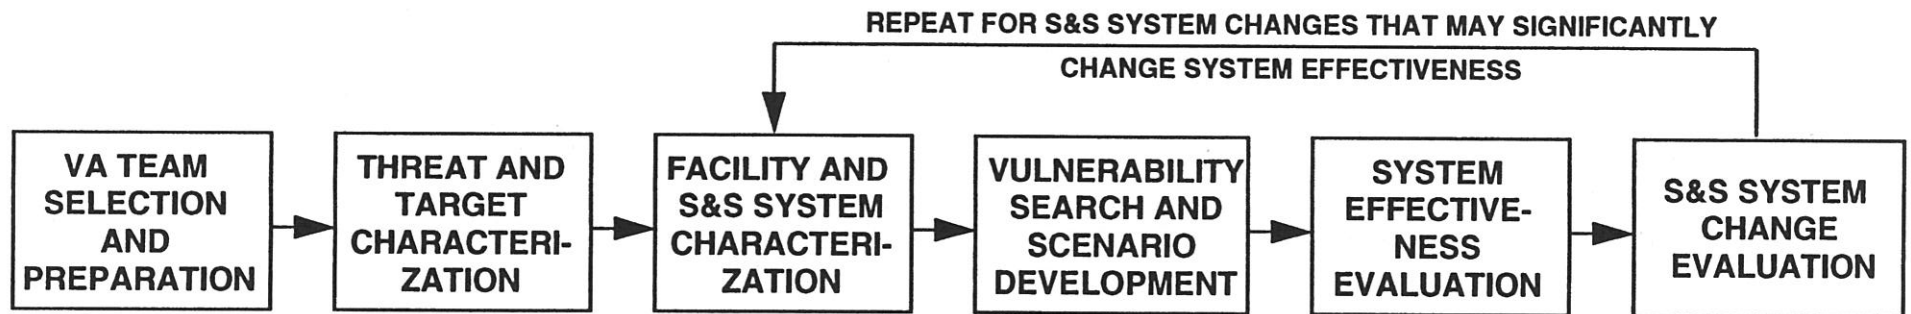 REPEAT FOR S&S SYSTEM CHANGES THAT MAY SIGNIFICANTLY
CHANGE SYSTEM EFFECTIVENESS
VA TEAM
SELECTION
AND
PREPARATION
THREAT AND
TARGET
CHARACTERI-
ZATION
FACILITY AND
S&S SYSTEM
CHARACTERI-
ZATION
VULNERABILITY
SEARCH AND
SCENARIO
DEVELOPMENT
SYSTEM
EFFECTIVE-
NESS
EVALUATION
S&S SYSTEM
CHANGE
EVALUATION